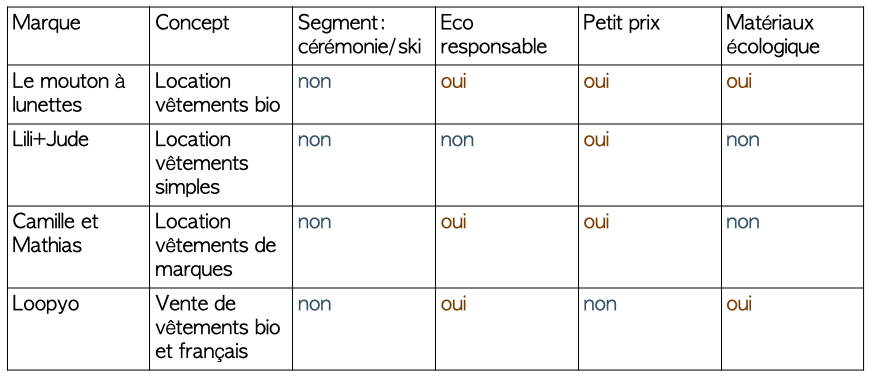 Marque Concept Segment: Eco Petit prix Matériaux
cérémonie/ski responsable écologique
Le mouton à Location non oui oui oui
lunettes vêtements bio
Lili+Jude Location non non oui non
vêtements
simples
Camille et Location non oui oui non
Mathias vêtements de
marques
Loopyo Vente de non oui non oui
vêtements bio
et français